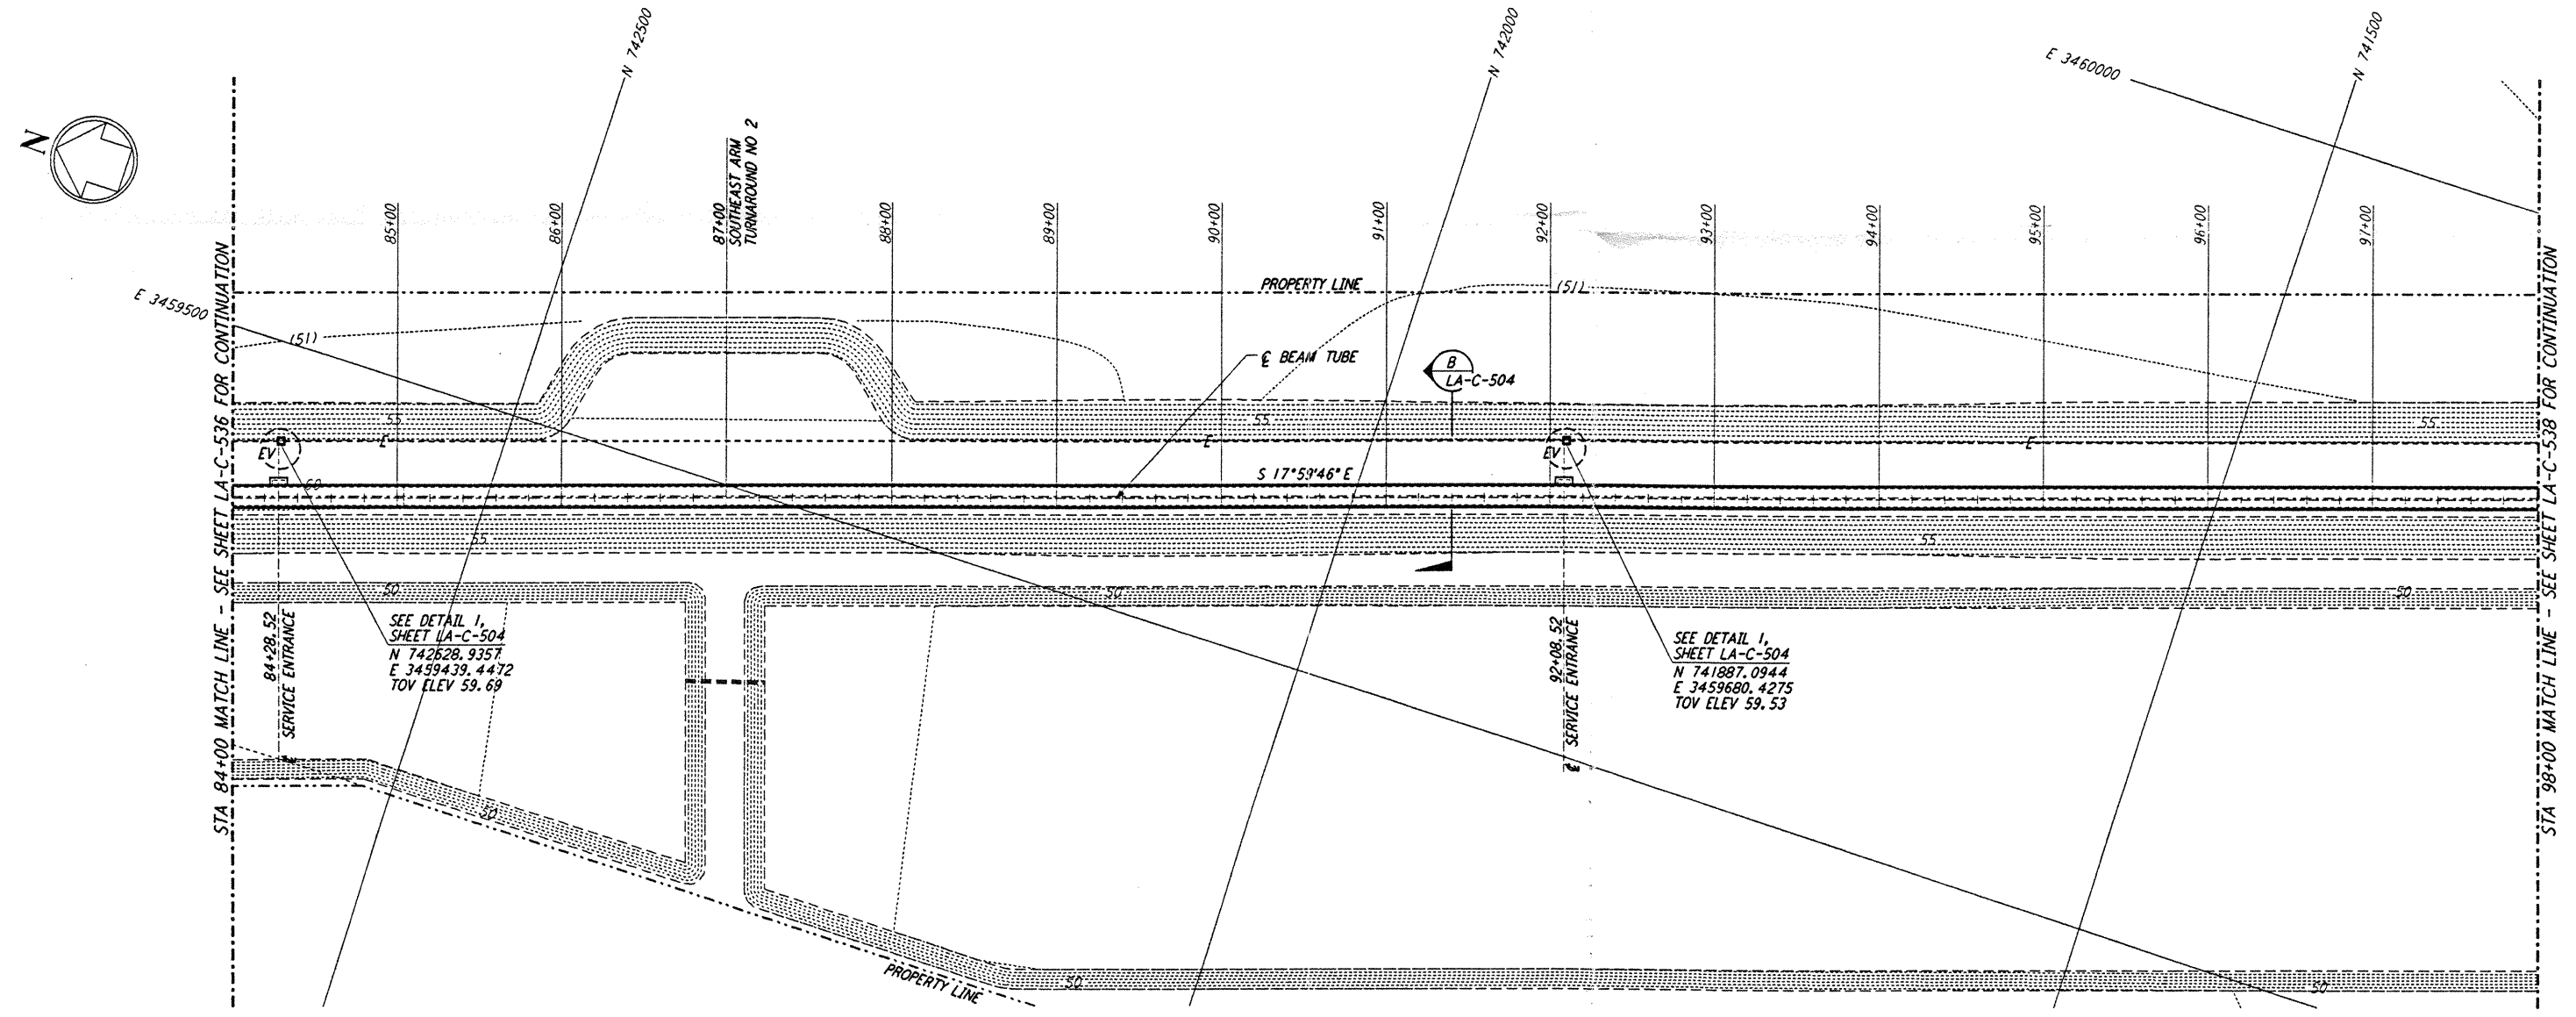 N
N 742500
N 742000
E 3460000
N 741500
85+00
86+00
87+00
SOUTHEAST ARM
TURNAROUND NO 2
88+00
89+00
90+00
91+00
92+00
93+00
94+00
95+00
96+00
97+00
E 3459500
PROPERTY LINE
(51)
(51)
℄ BEAM TUBE
B
LA-C-504
55
55
55
E
E
E
EV
EV
S 17°59'46" E
60
55
55
50
50
50
SEE DETAIL 1,
SHEET LA-C-504
N 742628.9357
E 3459439.4472
TOV ELEV 59.69
84+28.52
SERVICE ENTRANCE
92+08.52
℄ SERVICE ENTRANCE
SEE DETAIL 1,
SHEET LA-C-504
N 741887.0944
E 3459680.4275
TOV ELEV 59.53
50
PROPERTY LINE
50
50
STA 84+00 MATCH LINE - SEE SHEET LA-C-536 FOR CONTINUATION
STA 98+00 MATCH LINE - SEE SHEET LA-C-538 FOR CONTINUATION